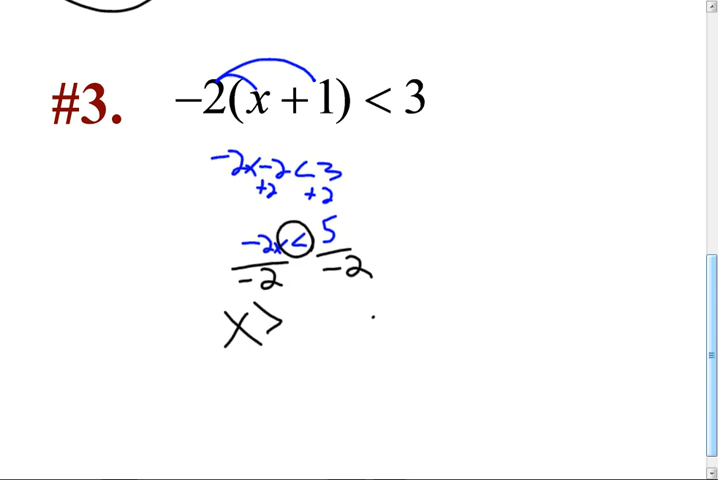 #3. −2(x + 1) < 3
-2x-2<3
+2 +2
-2x< 5
-2 -2
x>